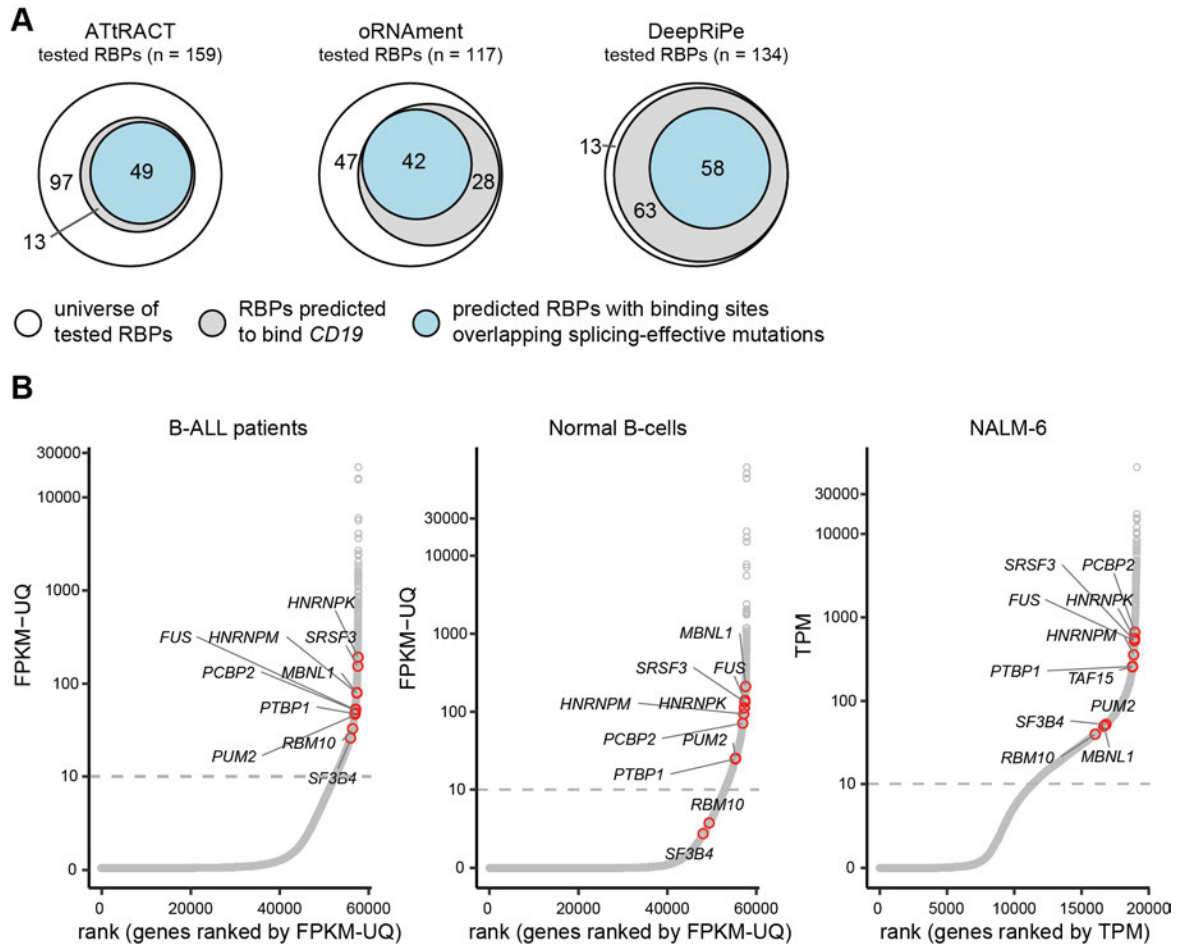 A
ATtRACT
tested RBPs (n = 159)
97
49
13
oRNAment
tested RBPs (n = 117)
47
42
28
DeepRiPe
tested RBPs (n = 134)
13
58
63
universe of
tested RBPs
RBPs predicted
to bind CD19
predicted RBPs with binding sites
overlapping splicing-effective mutations
B
B-ALL patients
FPKM−UQ
30000
10000
1000
100
10
0
HNRNPK
FUS
HNRNPM
SRSF3
PCBP2
MBNL1
PTBP1
RBM10
PUM2
SF3B4
0
20000
40000
60000
rank (genes ranked by FPKM-UQ)
Normal B-cells
FPKM−UQ
30000
10000
1000
100
10
0
MBNL1
SRSF3
FUS
HNRNPM
HNRNPK
PCBP2
PUM2
PTBP1
RBM10
SF3B4
0
20000
40000
60000
rank (genes ranked by FPKM-UQ)
NALM-6
TPM
30000
10000
1000
100
10
0
SRSF3
PCBP2
FUS
HNRNPK
HNRNPM
PTBP1
TAF15
PUM2
SF3B4
RBM10
MBNL1
0
5000
10000
15000
20000
rank (genes ranked by TPM)